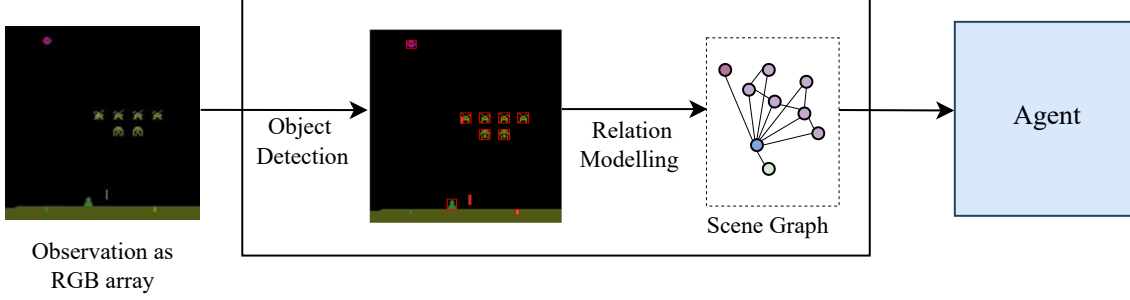 Observation as
RGB array
Object
Detection
Relation
Modelling
Scene Graph
Agent